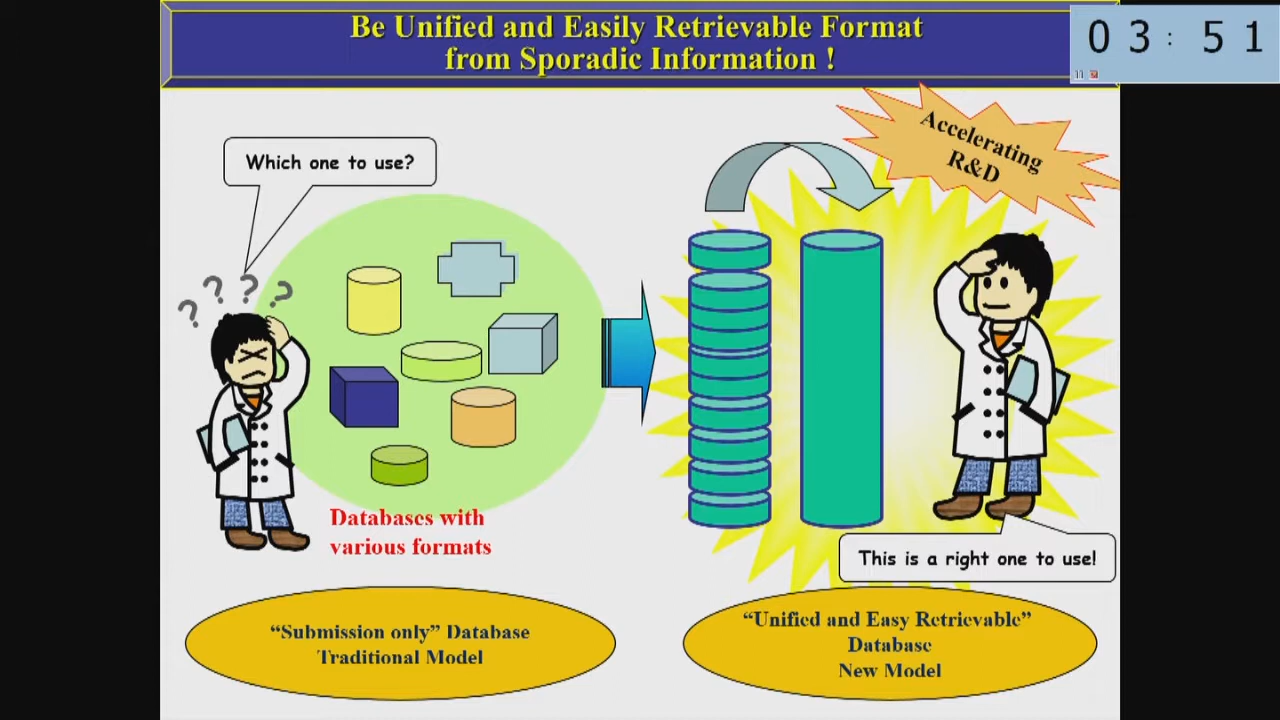 Be Unified and Easily Retrievable Format
from Sporadic Information !
03:51
Accelerating
R&D
Which one to use?
? ? ? ?
Databases with
various formats
This is a right one to use!
“Submission only” Database
Traditional Model
“Unified and Easy Retrievable”
Database
New Model